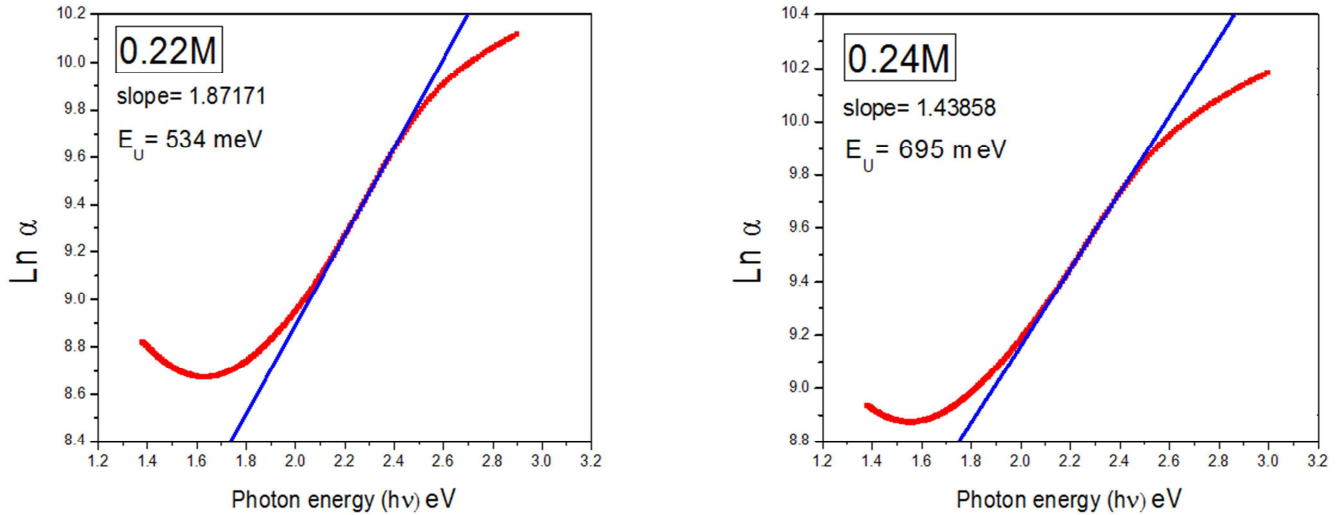 0.22M
slope= 1.87171
E_U= 534 meV
Ln α
10.2
10.0
9.8
9.6
9.4
9.2
9.0
8.8
8.6
8.4
1.2 1.4 1.6 1.8 2.0 2.2 2.4 2.6 2.8 3.0 3.2
Photon energy (hν) eV
0.24M
slope= 1.43858
E_U= 695 meV
Ln α
10.4
10.2
10.0
9.8
9.6
9.4
9.2
9.0
8.8
1.2 1.4 1.6 1.8 2.0 2.2 2.4 2.6 2.8 3.0 3.2
Photon energy (hν) eV